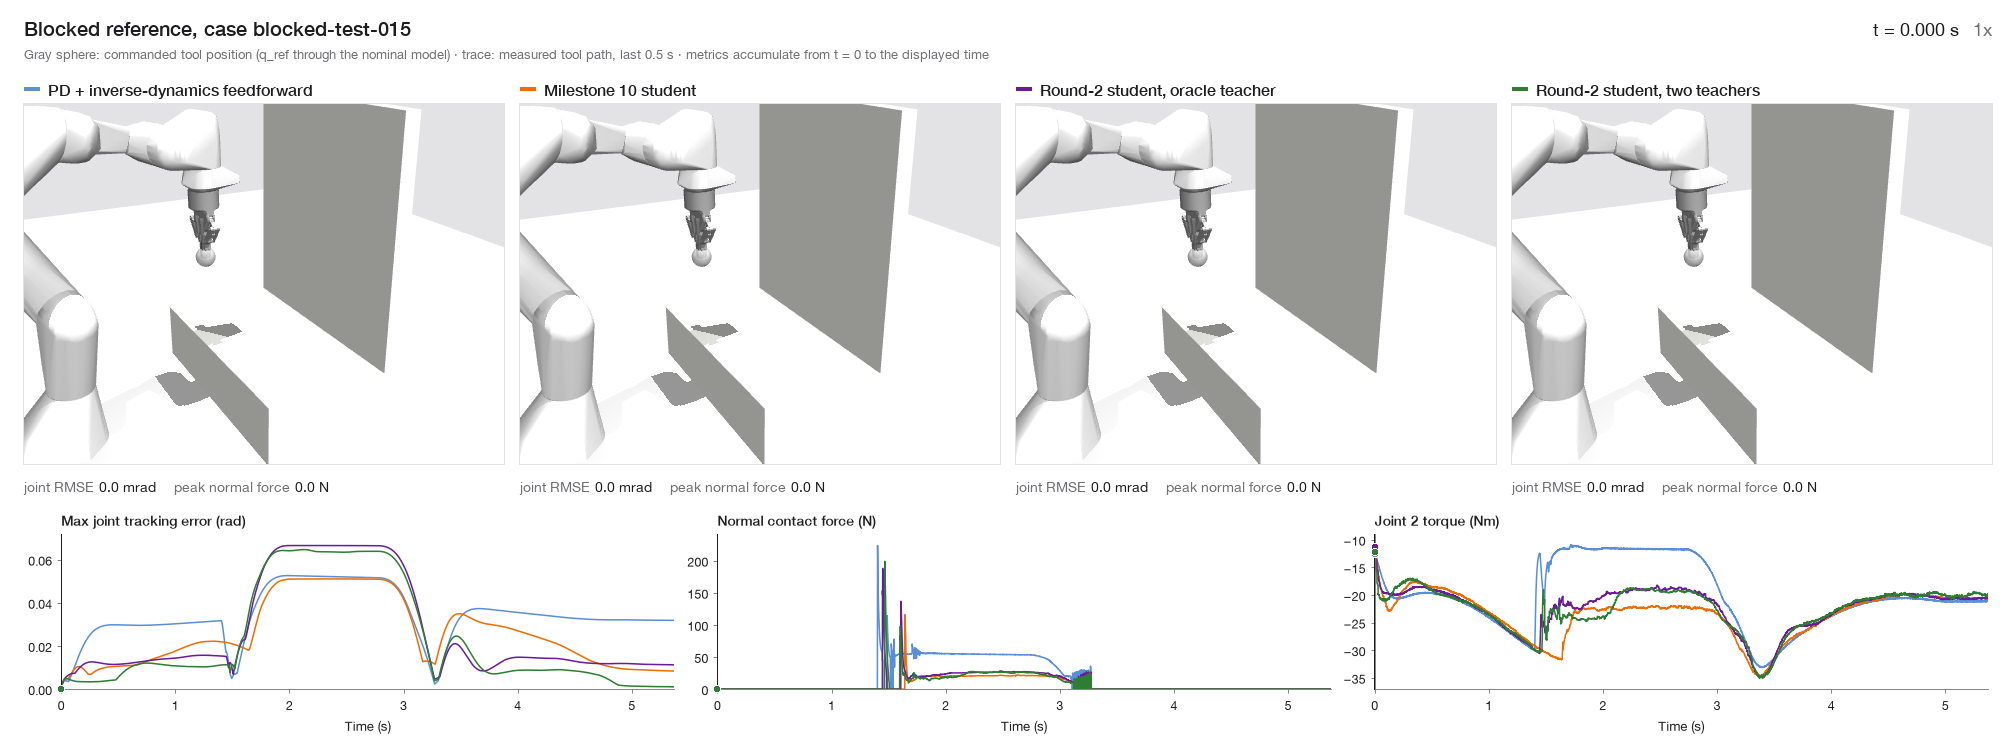 Blocked reference, case blocked-test-015
t = 0.000 s 1x
Gray sphere: commanded tool position (q_ref through the nominal model) · trace: measured tool path, last 0.5 s · metrics accumulate from t = 0 to the displayed time
PD + inverse-dynamics feedforward
Milestone 10 student
Round-2 student, oracle teacher
Round-2 student, two teachers
joint RMSE 0.0 mrad peak normal force 0.0 N
joint RMSE 0.0 mrad peak normal force 0.0 N
joint RMSE 0.0 mrad peak normal force 0.0 N
joint RMSE 0.0 mrad peak normal force 0.0 N
Max joint tracking error (rad)
0.06
0.04
0.02
0.00
0 1 2 3 4 5
Time (s)
Normal contact force (N)
200
150
100
50
0
0 1 2 3 4 5
Time (s)
Joint 2 torque (Nm)
−10
−15
−20
−25
−30
−35
0 1 2 3 4 5
Time (s)